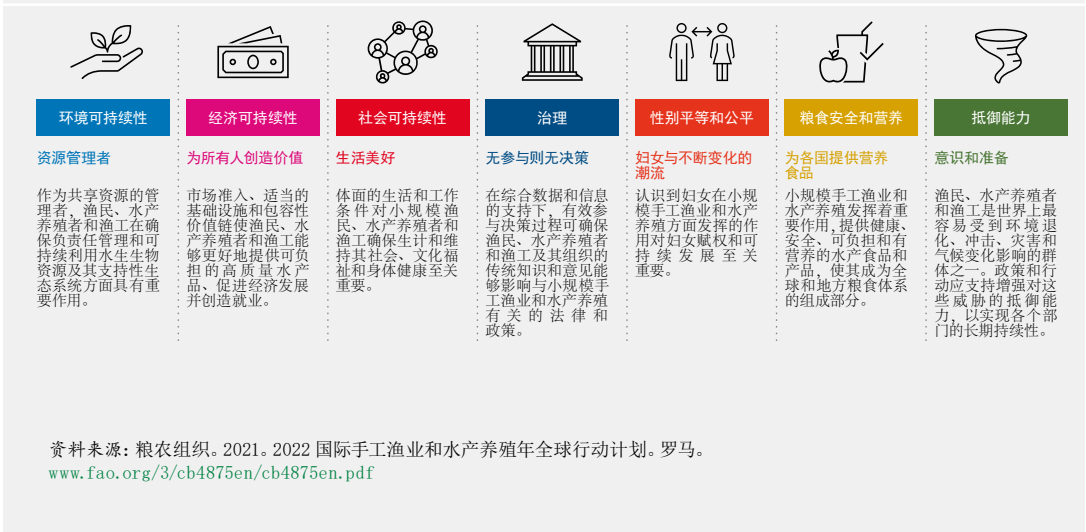 环境可持续性
资源管理者
作为共享资源的管
理者，渔民、水产
养殖者和渔工在确
保负责任管理和可
持续利用水生生物
资源及其支持性生
态系统方面具有重
要作用。
经济可持续性
为所有人创造价值
市场准入、适当的
基础设施和包容性
价值链使渔民、水
产养殖者和渔工能
够更好地提供可负
担的高质量水产
品、促进经济发展
并创造就业。
社会可持续性
生活美好
体面的生活和工作
条件对小规模渔
民、水产养殖者和
渔工确保生计和维
持其社会、文化福
祉和身体健康至关
重要。
治理
无参与则无决策
在综合数据和信息
的支持下，有效参
与决策过程可确保
渔民、水产养殖者
和渔工及其组织的
传统知识和意见能
够影响与小规模手
工渔业和水产养殖
有关的法律和
政策。
性别平等和公平
妇女与不断变化的
潮流
认识到妇女在小规
模手工渔业和水产
养殖方面发挥的作
用对妇女赋权和可
持续发展至关
重要。
粮食安全和营养
为各国提供营养
食品
小规模手工渔业和
水产养殖发挥着重
要作用，提供健康、
安全、可负担和有
营养的水产食品和
产品，使其成为全
球和地方粮食体系
的组成部分。
抵御能力
意识和准备
渔民、水产养殖者
和渔工是世界上最
容易受到环境退
化、冲击、灾害和
气候变化影响的群
体之一。政策和行
动应支持增强对这
些威胁的抵御能
力，以实现各个部
门的长期持续性。
资料来源：粮农组织。2021。2022 国际手工渔业和水产养殖年全球行动计划。罗马。
www.fao.org/3/cb4875en/cb4875en.pdf